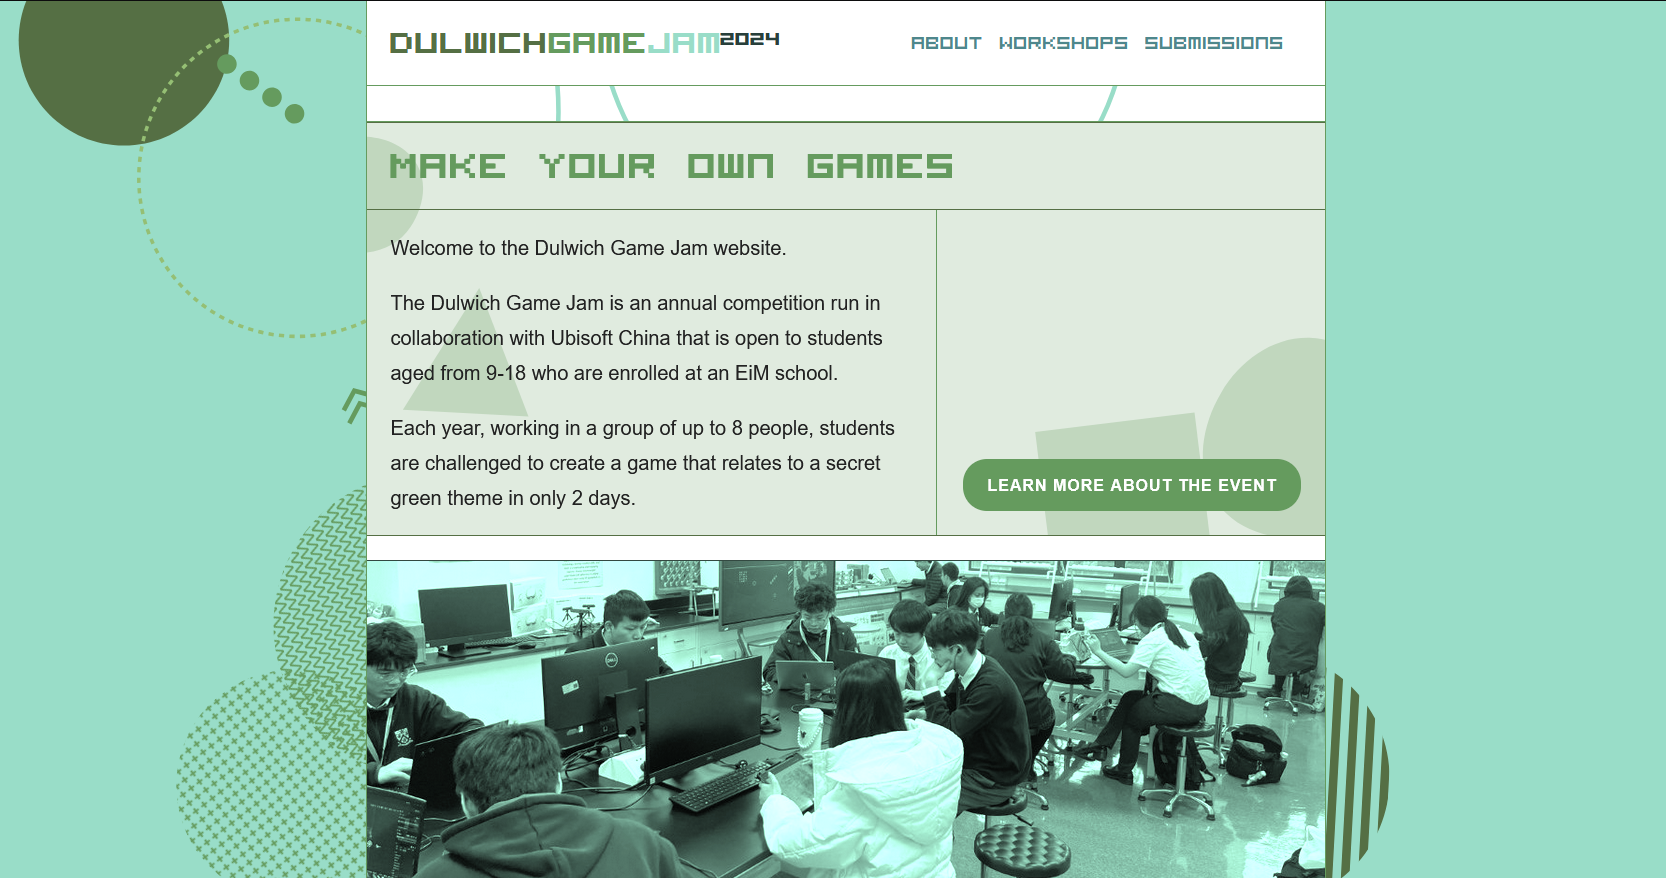 DULWICHGAMEJAM2024
ABOUT WORKSHOPS SUBMISSIONS
MAKE YOUR OWN GAMES
Welcome to the Dulwich Game Jam website.
The Dulwich Game Jam is an annual competition run in
collaboration with Ubisoft China that is open to students
aged from 9-18 who are enrolled at an EiM school.
Each year, working in a group of up to 8 people, students
are challenged to create a game that relates to a secret
green theme in only 2 days.
LEARN MORE ABOUT THE EVENT
DELL